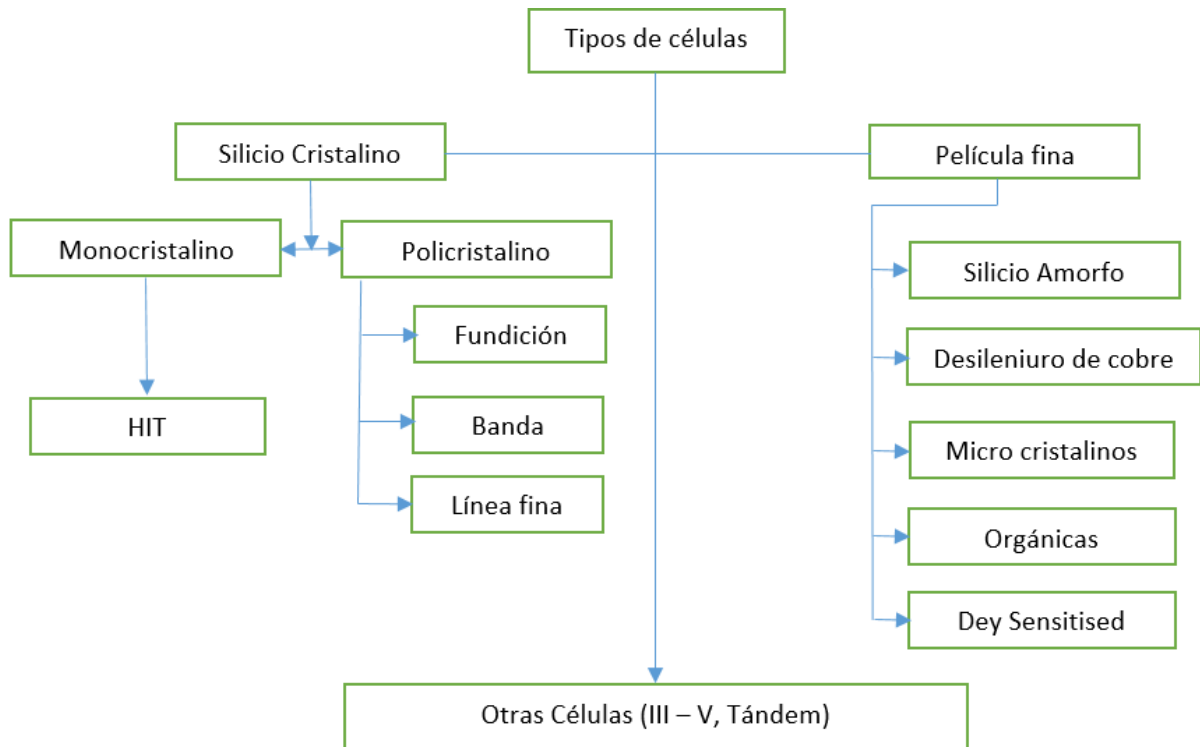 Tipos de células
Silicio Cristalino
Película fina
Monocristalino
Policristalino
Silicio Amorfo
Fundición
Desileniuro de cobre
HIT
Banda
Micro cristalinos
Línea fina
Orgánicas
Dey Sensitised
Otras Células (III – V, Tándem)